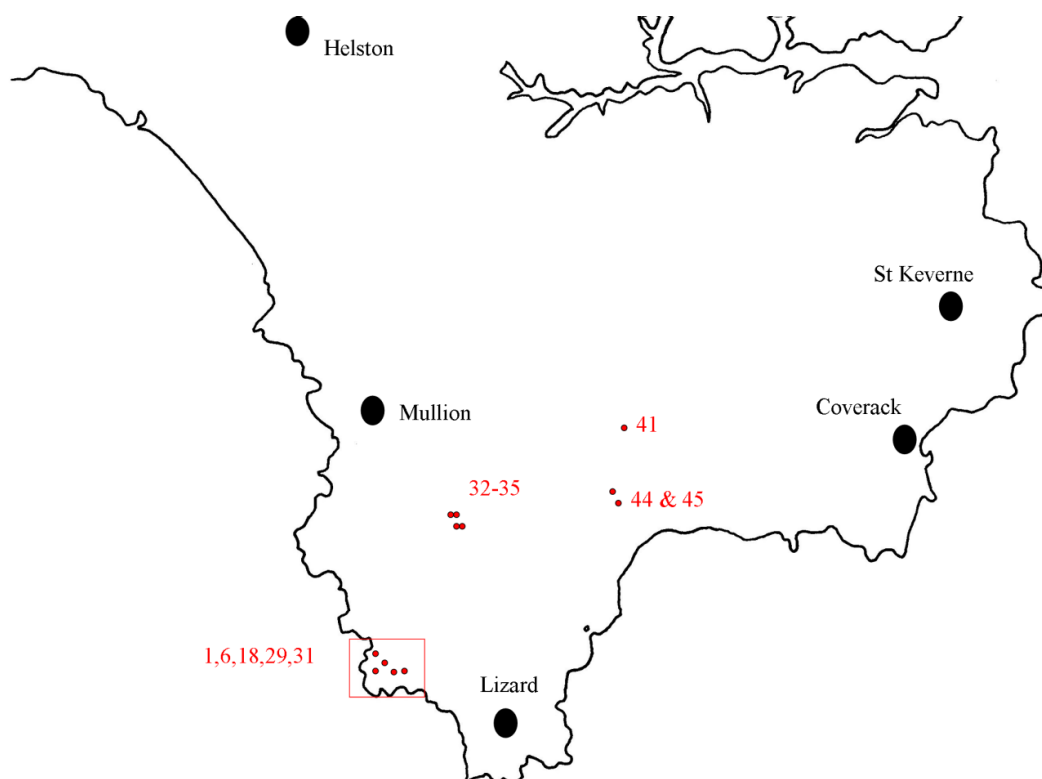 Helston
St Keverne
Mullion
Coverack
41
32-35
44 & 45
1,6,18,29,31
Lizard